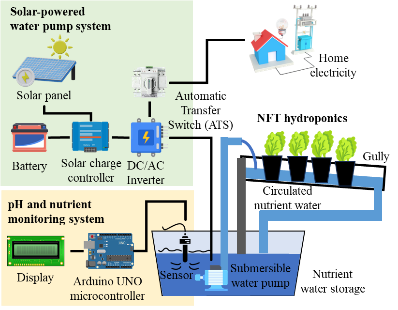 Solar-powered
water pump system
Solar panel
Automatic
Transfer
Switch (ATS)
Home
electricity
Battery
Solar charge
controller
DC/AC
Inverter
NFT hydroponics
Gully
Circulated
nutrient water
pH and nutrient
monitoring system
Display
Arduino UNO
microcontroller
Sensor
Submersible
water pump
Nutrient
water storage